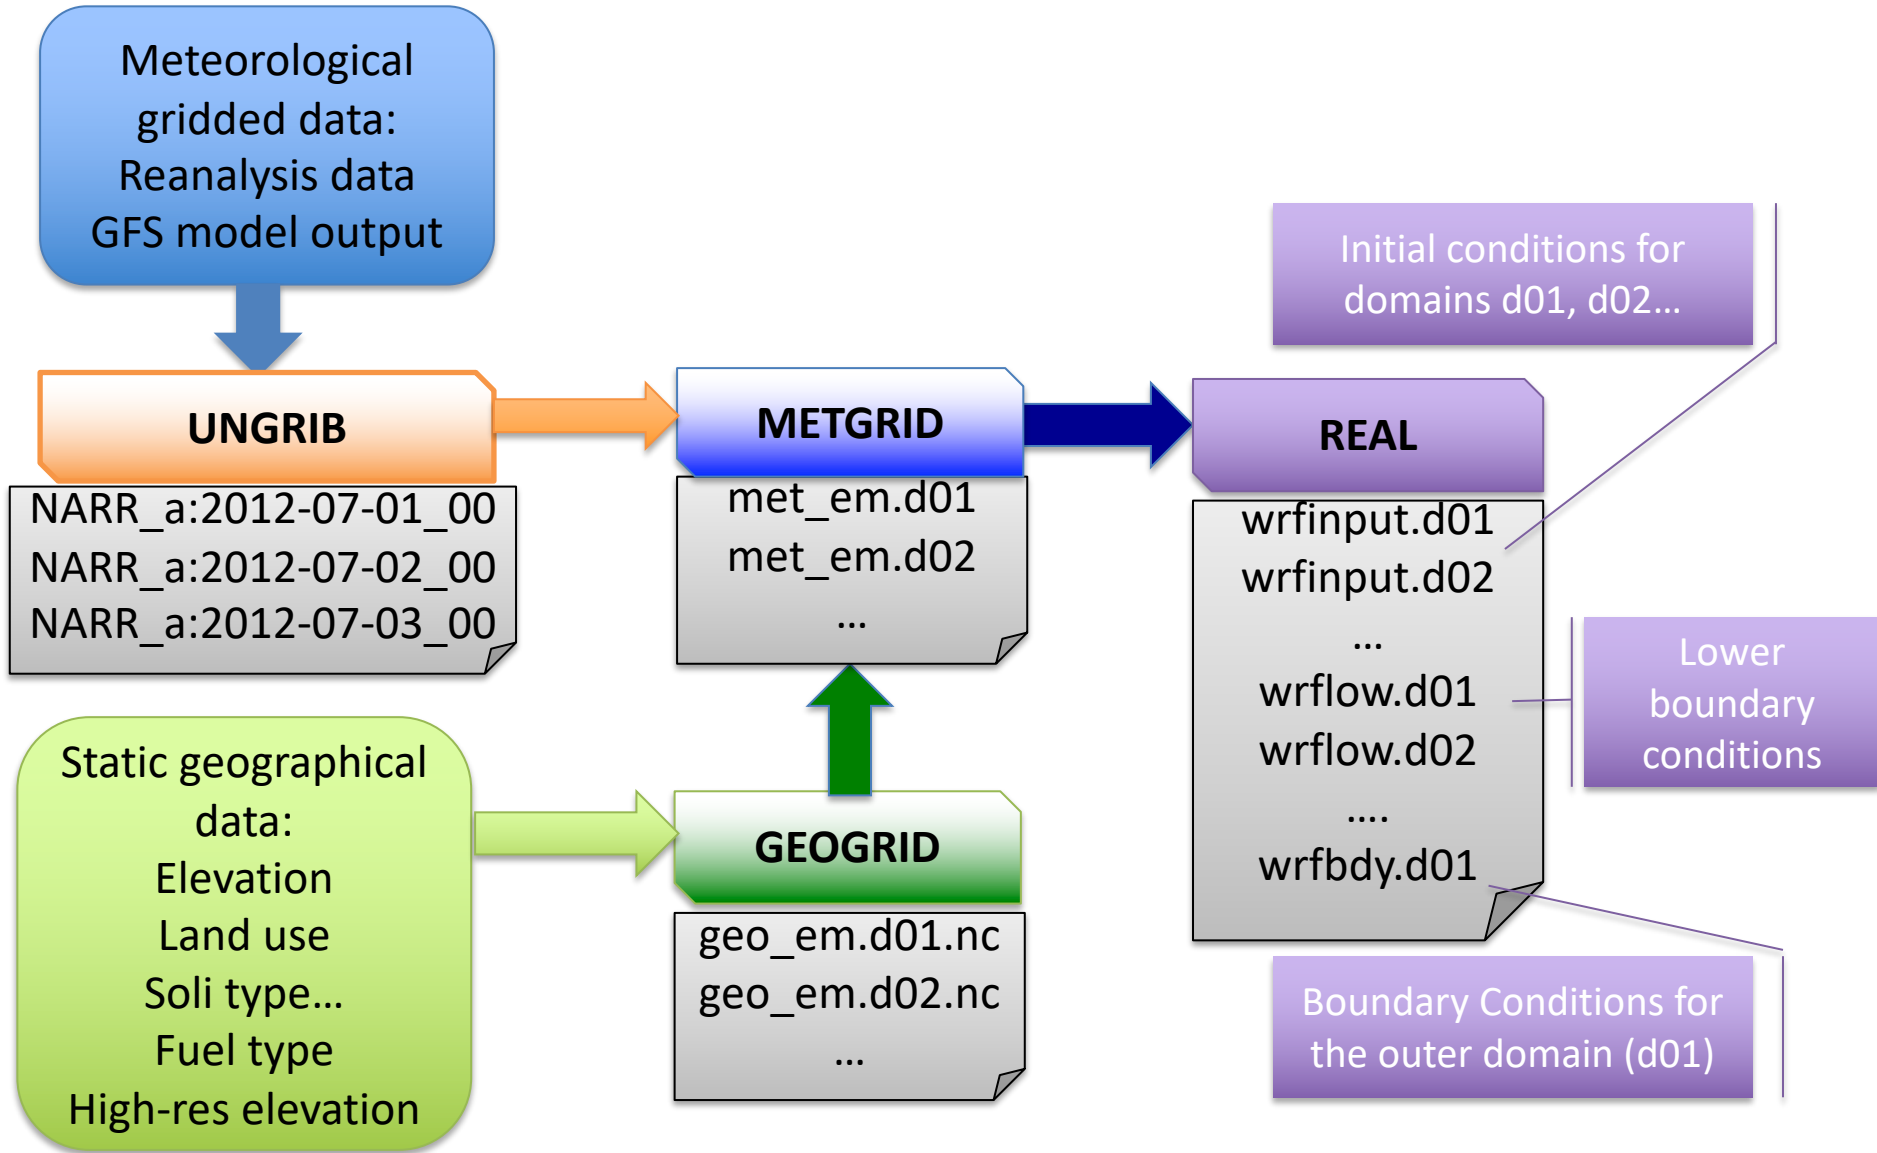 Meteorological
gridded data:
Reanalysis data
GFS model output
UNGRIB
NARR_a:2012-07-01_00
NARR_a:2012-07-02_00
NARR_a:2012-07-03_00
METGRID
met_em.d01
met_em.d02
...
Static geographical
data:
Elevation
Land use
Soli type...
Fuel type
High-res elevation
GEOGRID
geo_em.d01.nc
geo_em.d02.nc
...
REAL
wrfinput.d01
wrfinput.d02
...
wrflow.d01
wrflow.d02
....
wrfbdy.d01
Initial conditions for
domains d01, d02...
Lower
boundary
conditions
Boundary Conditions for
the outer domain (d01)